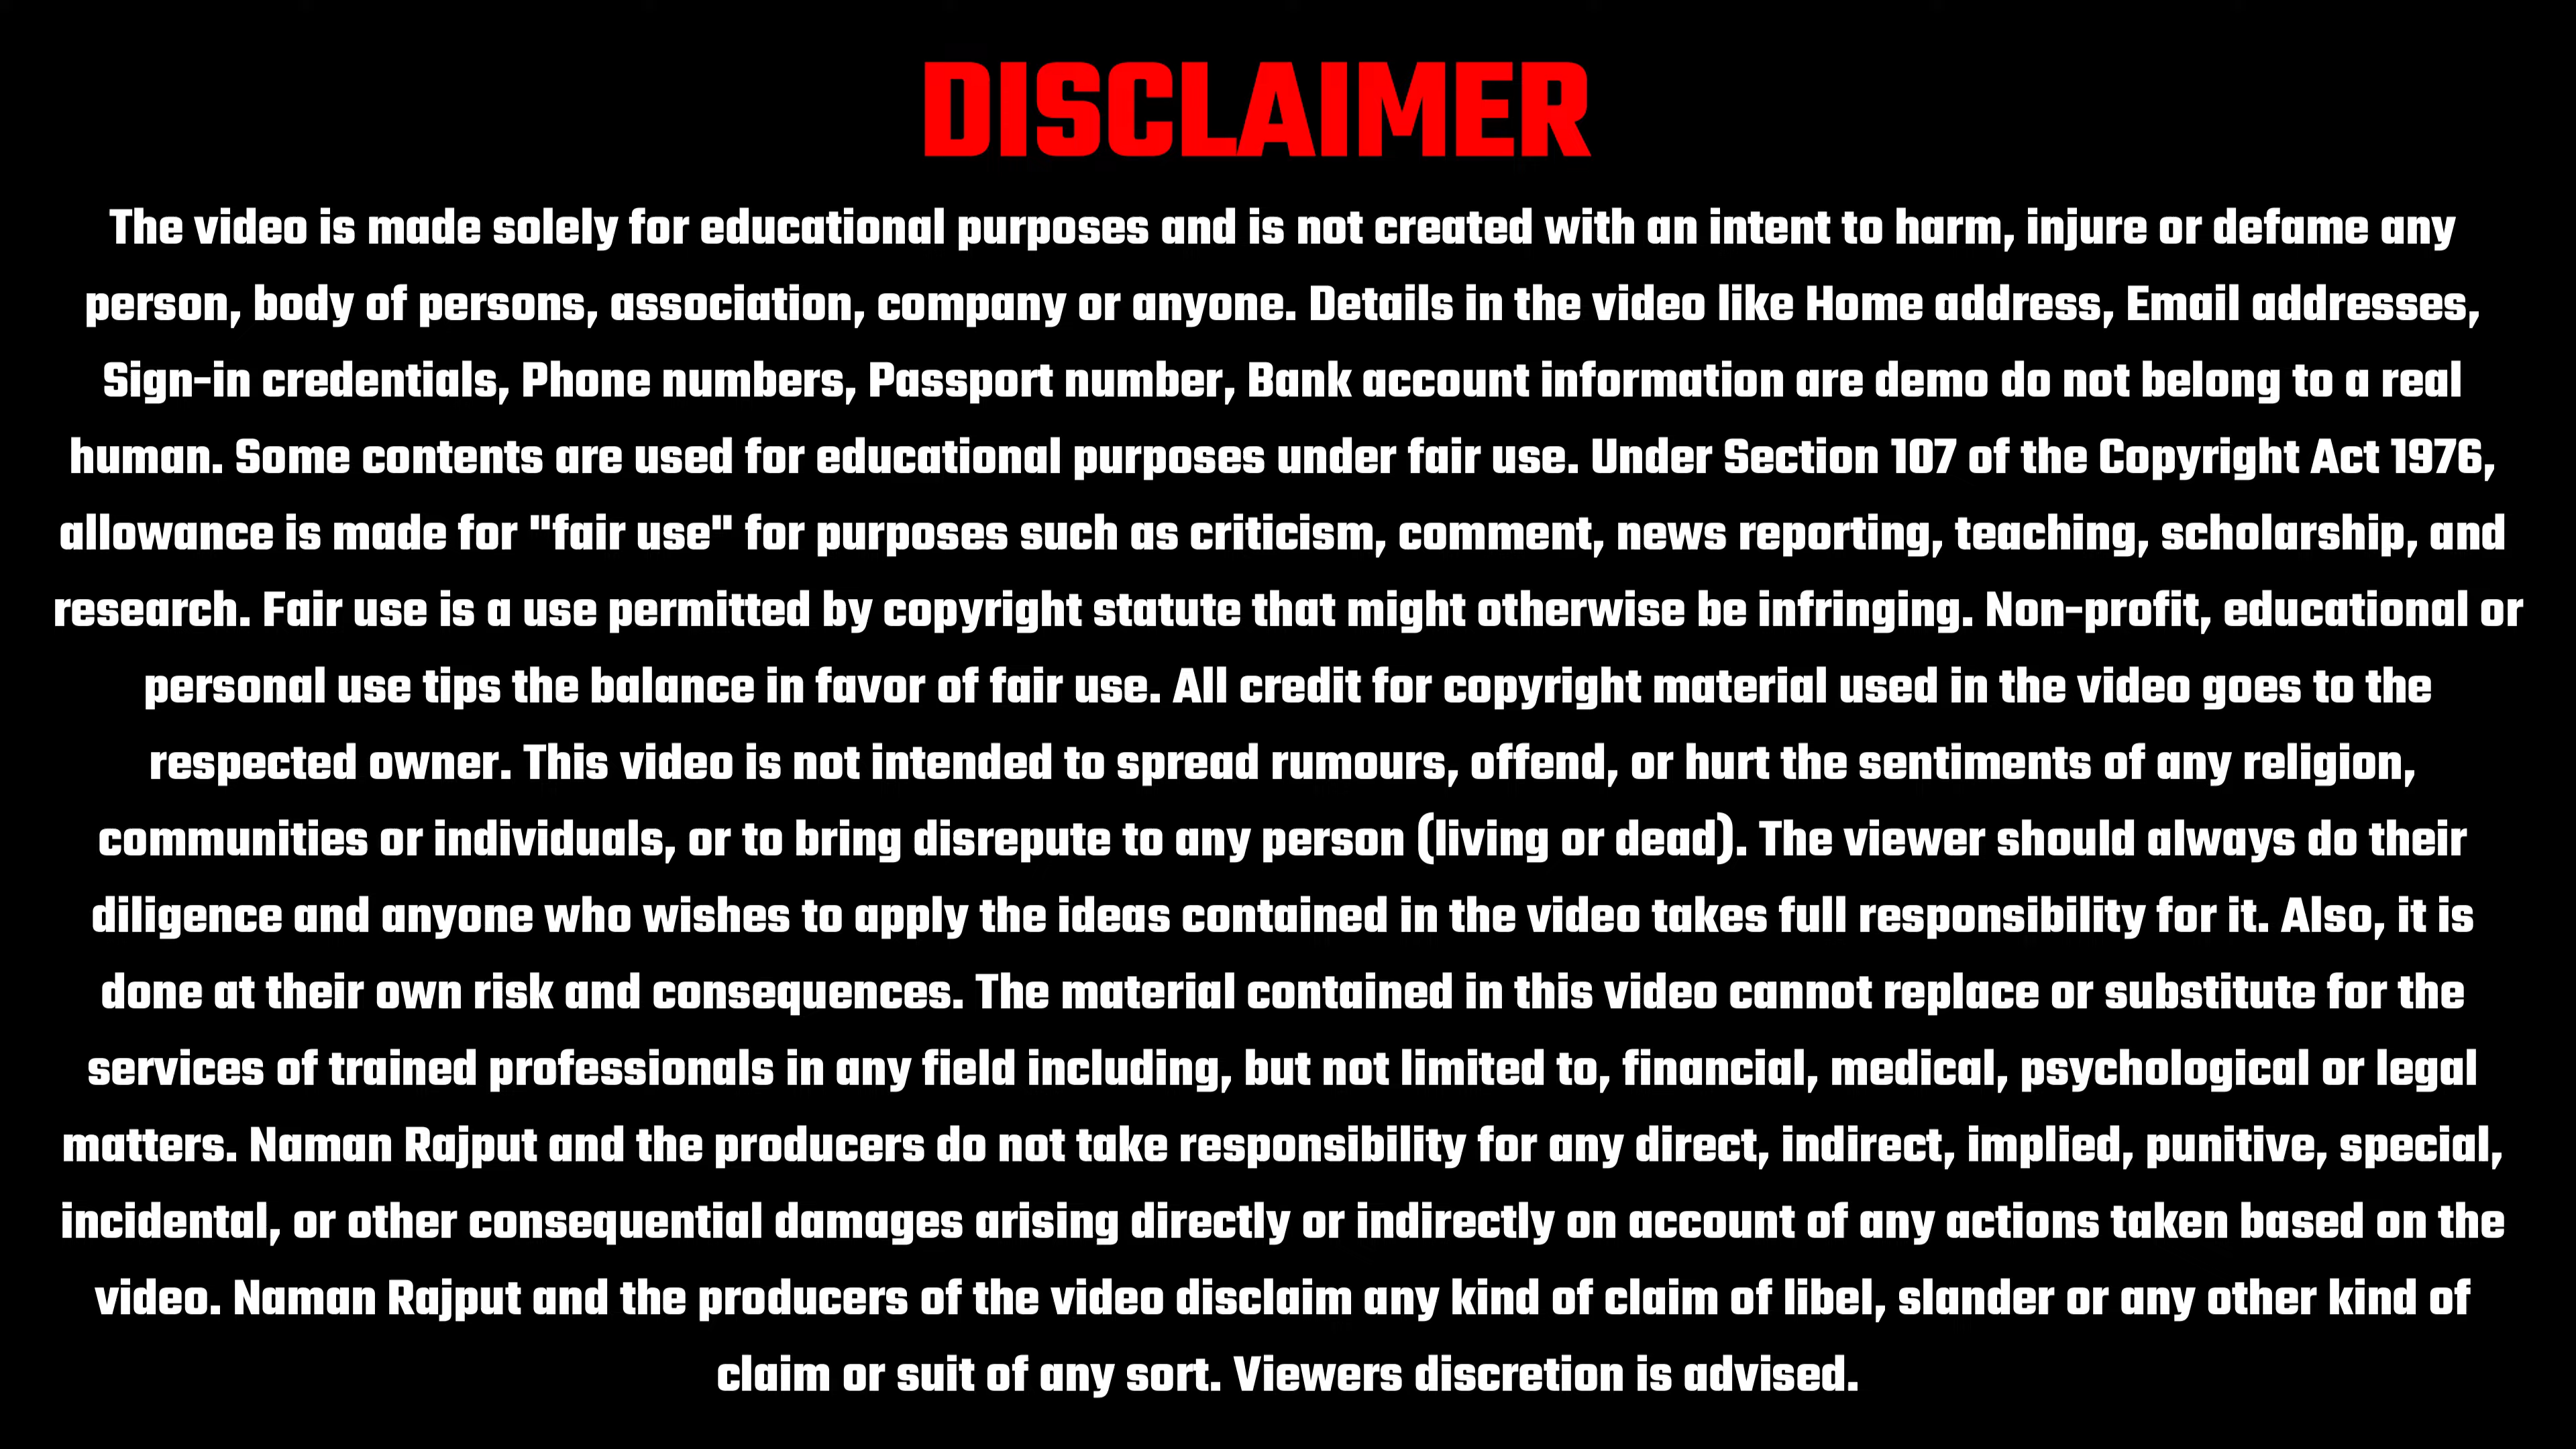 DISCLAIMER
The video is made solely for educational purposes and is not created with an intent to harm, injure or defame any
person, body of persons, association, company or anyone. Details in the video like Home address, Email addresses,
Sign-in credentials, Phone numbers, Passport number, Bank account information are demo do not belong to a real
human. Some contents are used for educational purposes under fair use. Under Section 107 of the Copyright Act 1976,
allowance is made for "fair use" for purposes such as criticism, comment, news reporting, teaching, scholarship, and
research. Fair use is a use permitted by copyright statute that might otherwise be infringing. Non-profit, educational or
personal use tips the balance in favor of fair use. All credit for copyright material used in the video goes to the
respected owner. This video is not intended to spread rumours, offend, or hurt the sentiments of any religion,
communities or individuals, or to bring disrepute to any person (living or dead). The viewer should always do their
diligence and anyone who wishes to apply the ideas contained in the video takes full responsibility for it. Also, it is
done at their own risk and consequences. The material contained in this video cannot replace or substitute for the
services of trained professionals in any field including, but not limited to, financial, medical, psychological or legal
matters. Naman Rajput and the producers do not take responsibility for any direct, indirect, implied, punitive, special,
incidental, or other consequential damages arising directly or indirectly on account of any actions taken based on the
video. Naman Rajput and the producers of the video disclaim any kind of claim of libel, slander or any other kind of
claim or suit of any sort. Viewers discretion is advised.